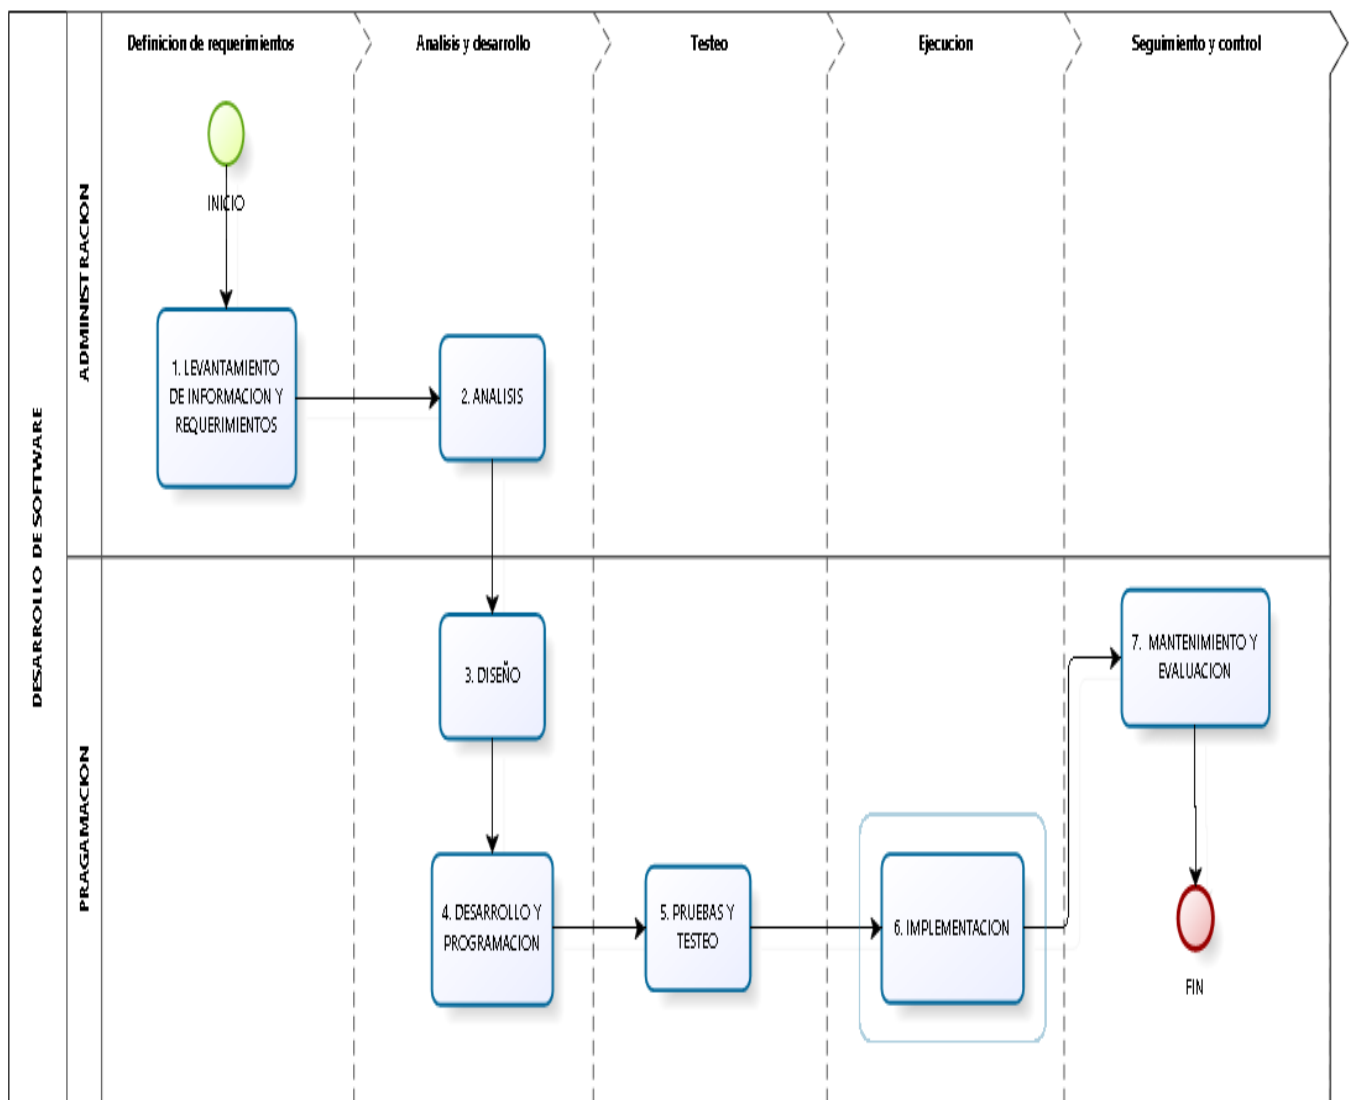 Definicion de requerimientos
Analisis y desarrollo
Testeo
Ejecucion
Seguimiento y control
DESARROLLO DE SOFTWARE
ADMINISTRACION
INICIO
1. LEVANTAMIENTO
DE INFORMACION Y
REQUERIMIENTOS
2. ANALISIS
PRAGAMACION
3. DISEÑO
4. DESARROLLO Y
PROGRAMACION
5. PRUEBAS Y
TESTEO
6. IMPLEMENTACION
7. MANTENIMIENTO Y
EVALUACION
FIN